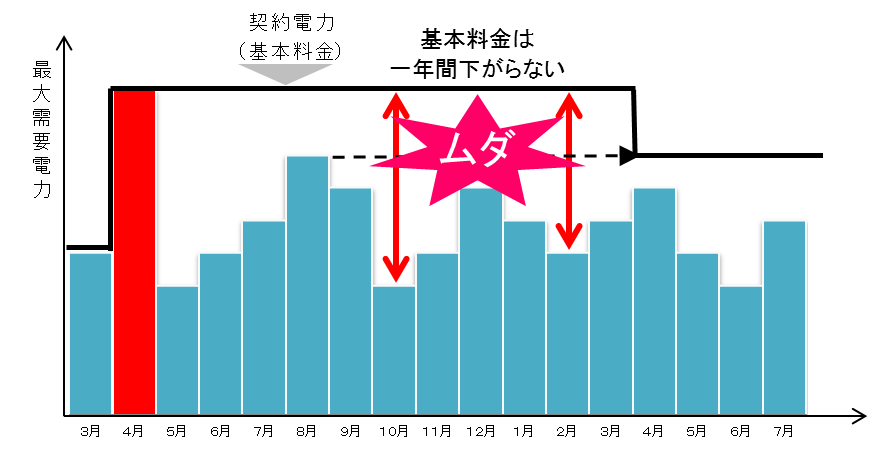 契約電力
（基本料金）
基本料金は
一年間下がらない
最大需要電力
ムダ
3月 4月 5月 6月 7月 8月 9月 10月 11月 12月 1月 2月 3月 4月 5月 6月 7月